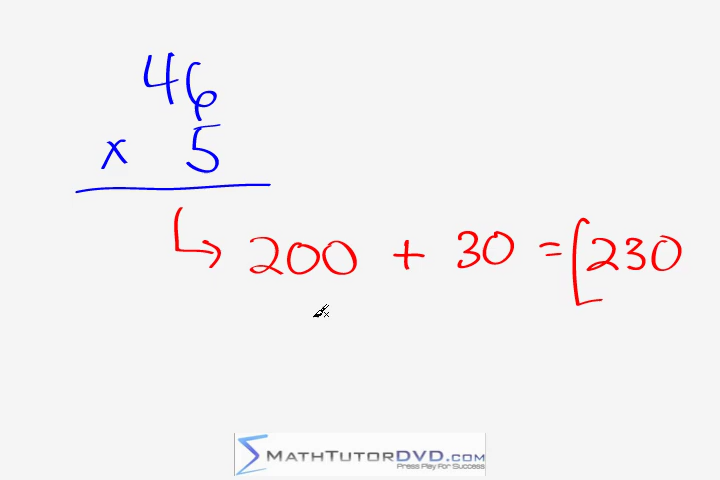 46
x 5
200 + 30 = [230
MATHTUTORDVD.COM
Press Play For Success